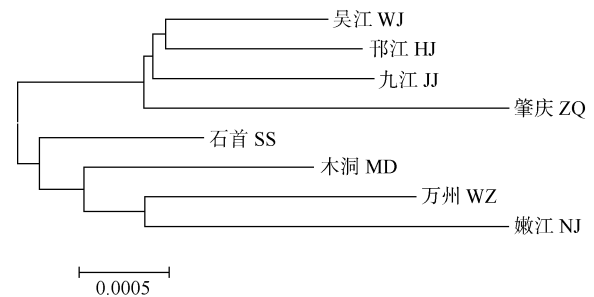 吴江 WJ
邗江 HJ
九江 JJ
肇庆 ZQ
石首 SS
木洞 MD
万州 WZ
嫩江 NJ
0.0005